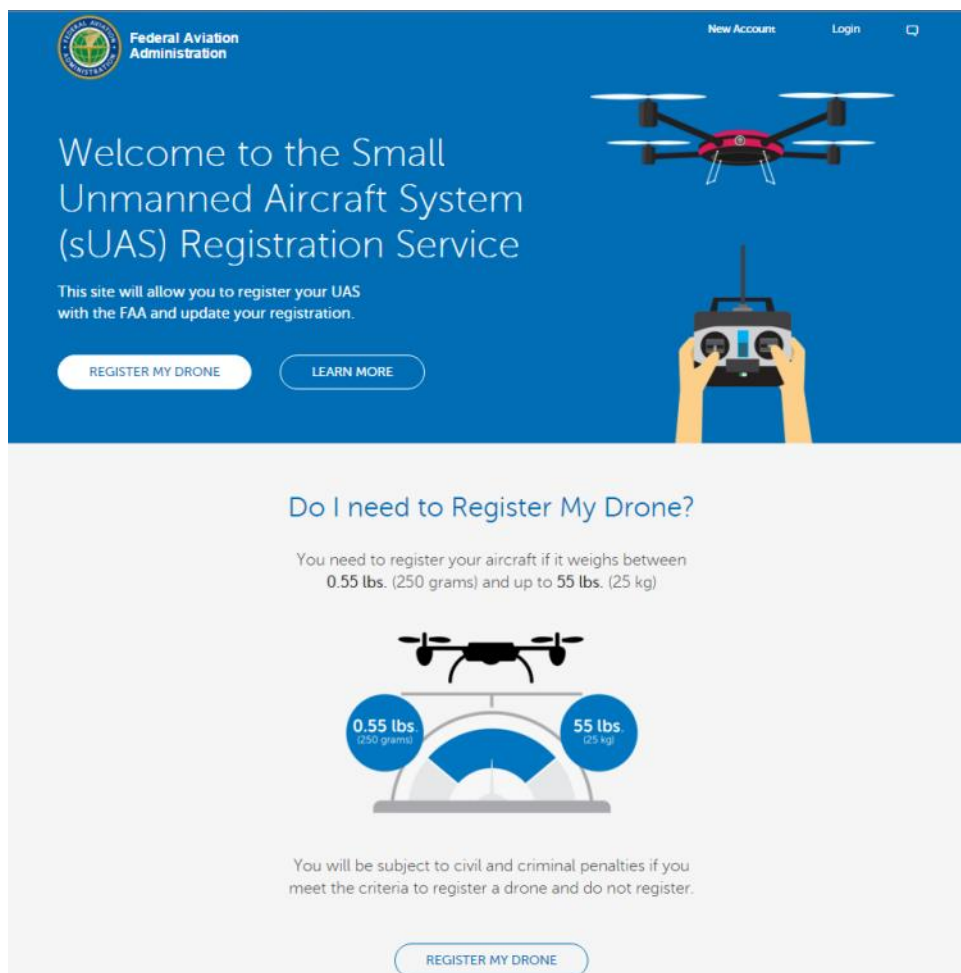 Federal Aviation
Administration
New Account
Login
FEDERAL AVIATION
ADMINISTRATION
Welcome to the Small
Unmanned Aircraft System
(sUAS) Registration Service
This site will allow you to register your UAS
with the FAA and update your registration.
REGISTER MY DRONE
LEARN MORE
Do I need to Register My Drone?
You need to register your aircraft if it weighs between
0.55 lbs. (250 grams) and up to 55 lbs. (25 kg)
0.55 lbs.
(250 grams)
55 lbs.
(25 kg)
You will be subject to civil and criminal penalties if you
meet the criteria to register a drone and do not register.
REGISTER MY DRONE